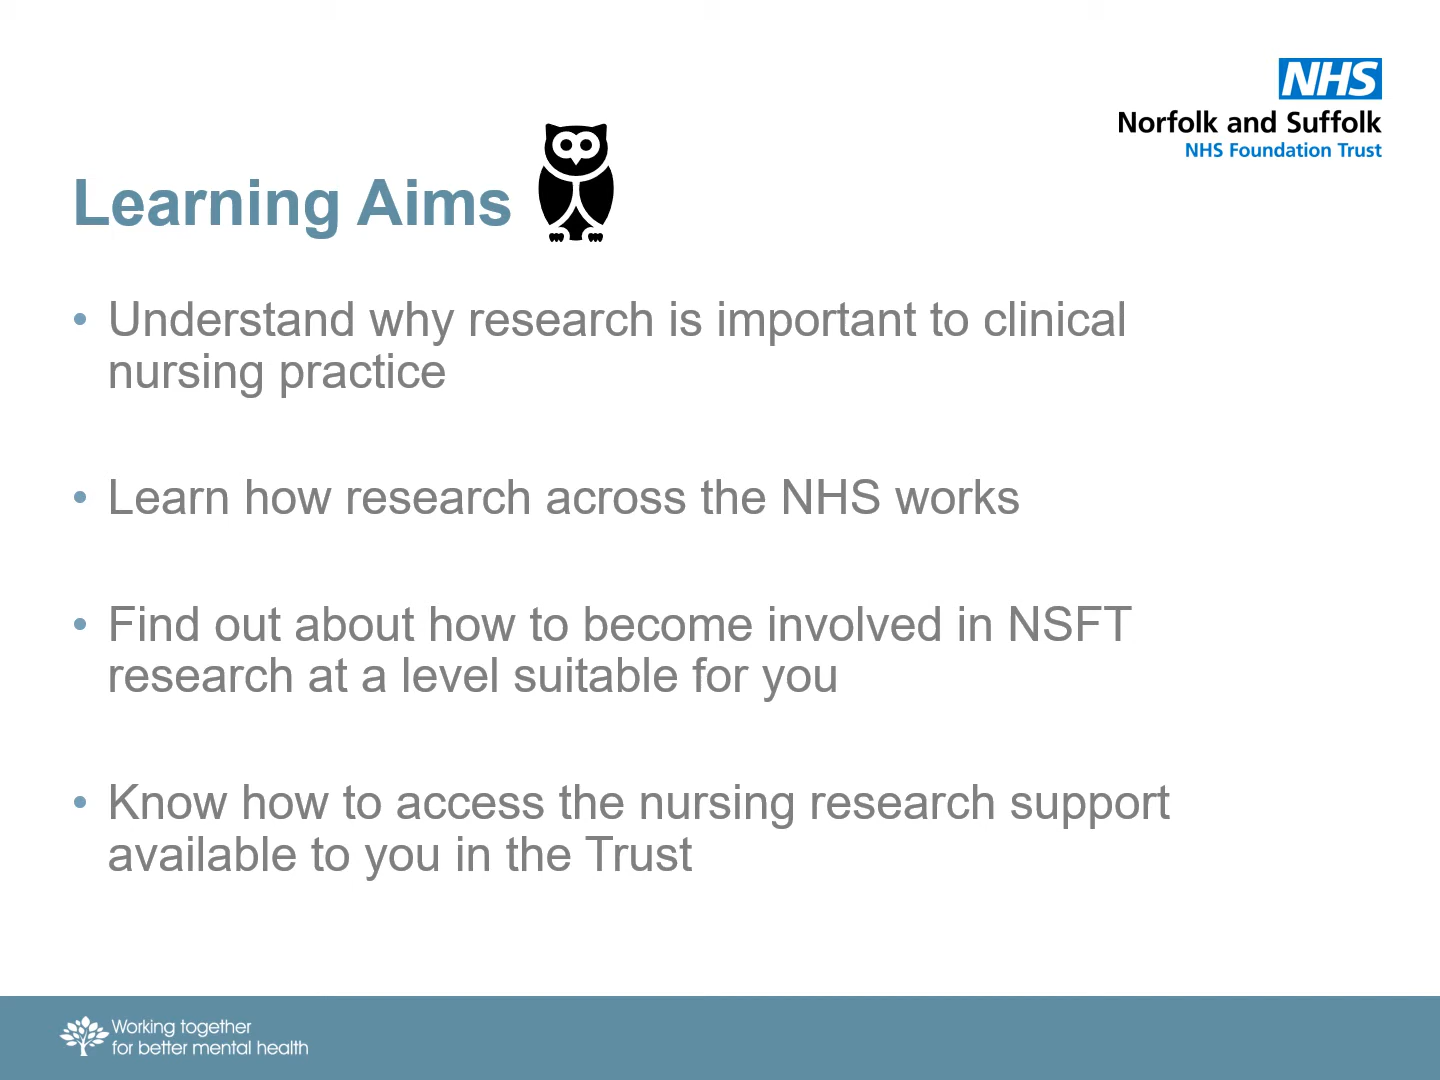 NHS
Norfolk and Suffolk
NHS Foundation Trust
Learning Aims
• Understand why research is important to clinical
nursing practice
• Learn how research across the NHS works
• Find out about how to become involved in NSFT
research at a level suitable for you
• Know how to access the nursing research support
available to you in the Trust
Working together
for better mental health